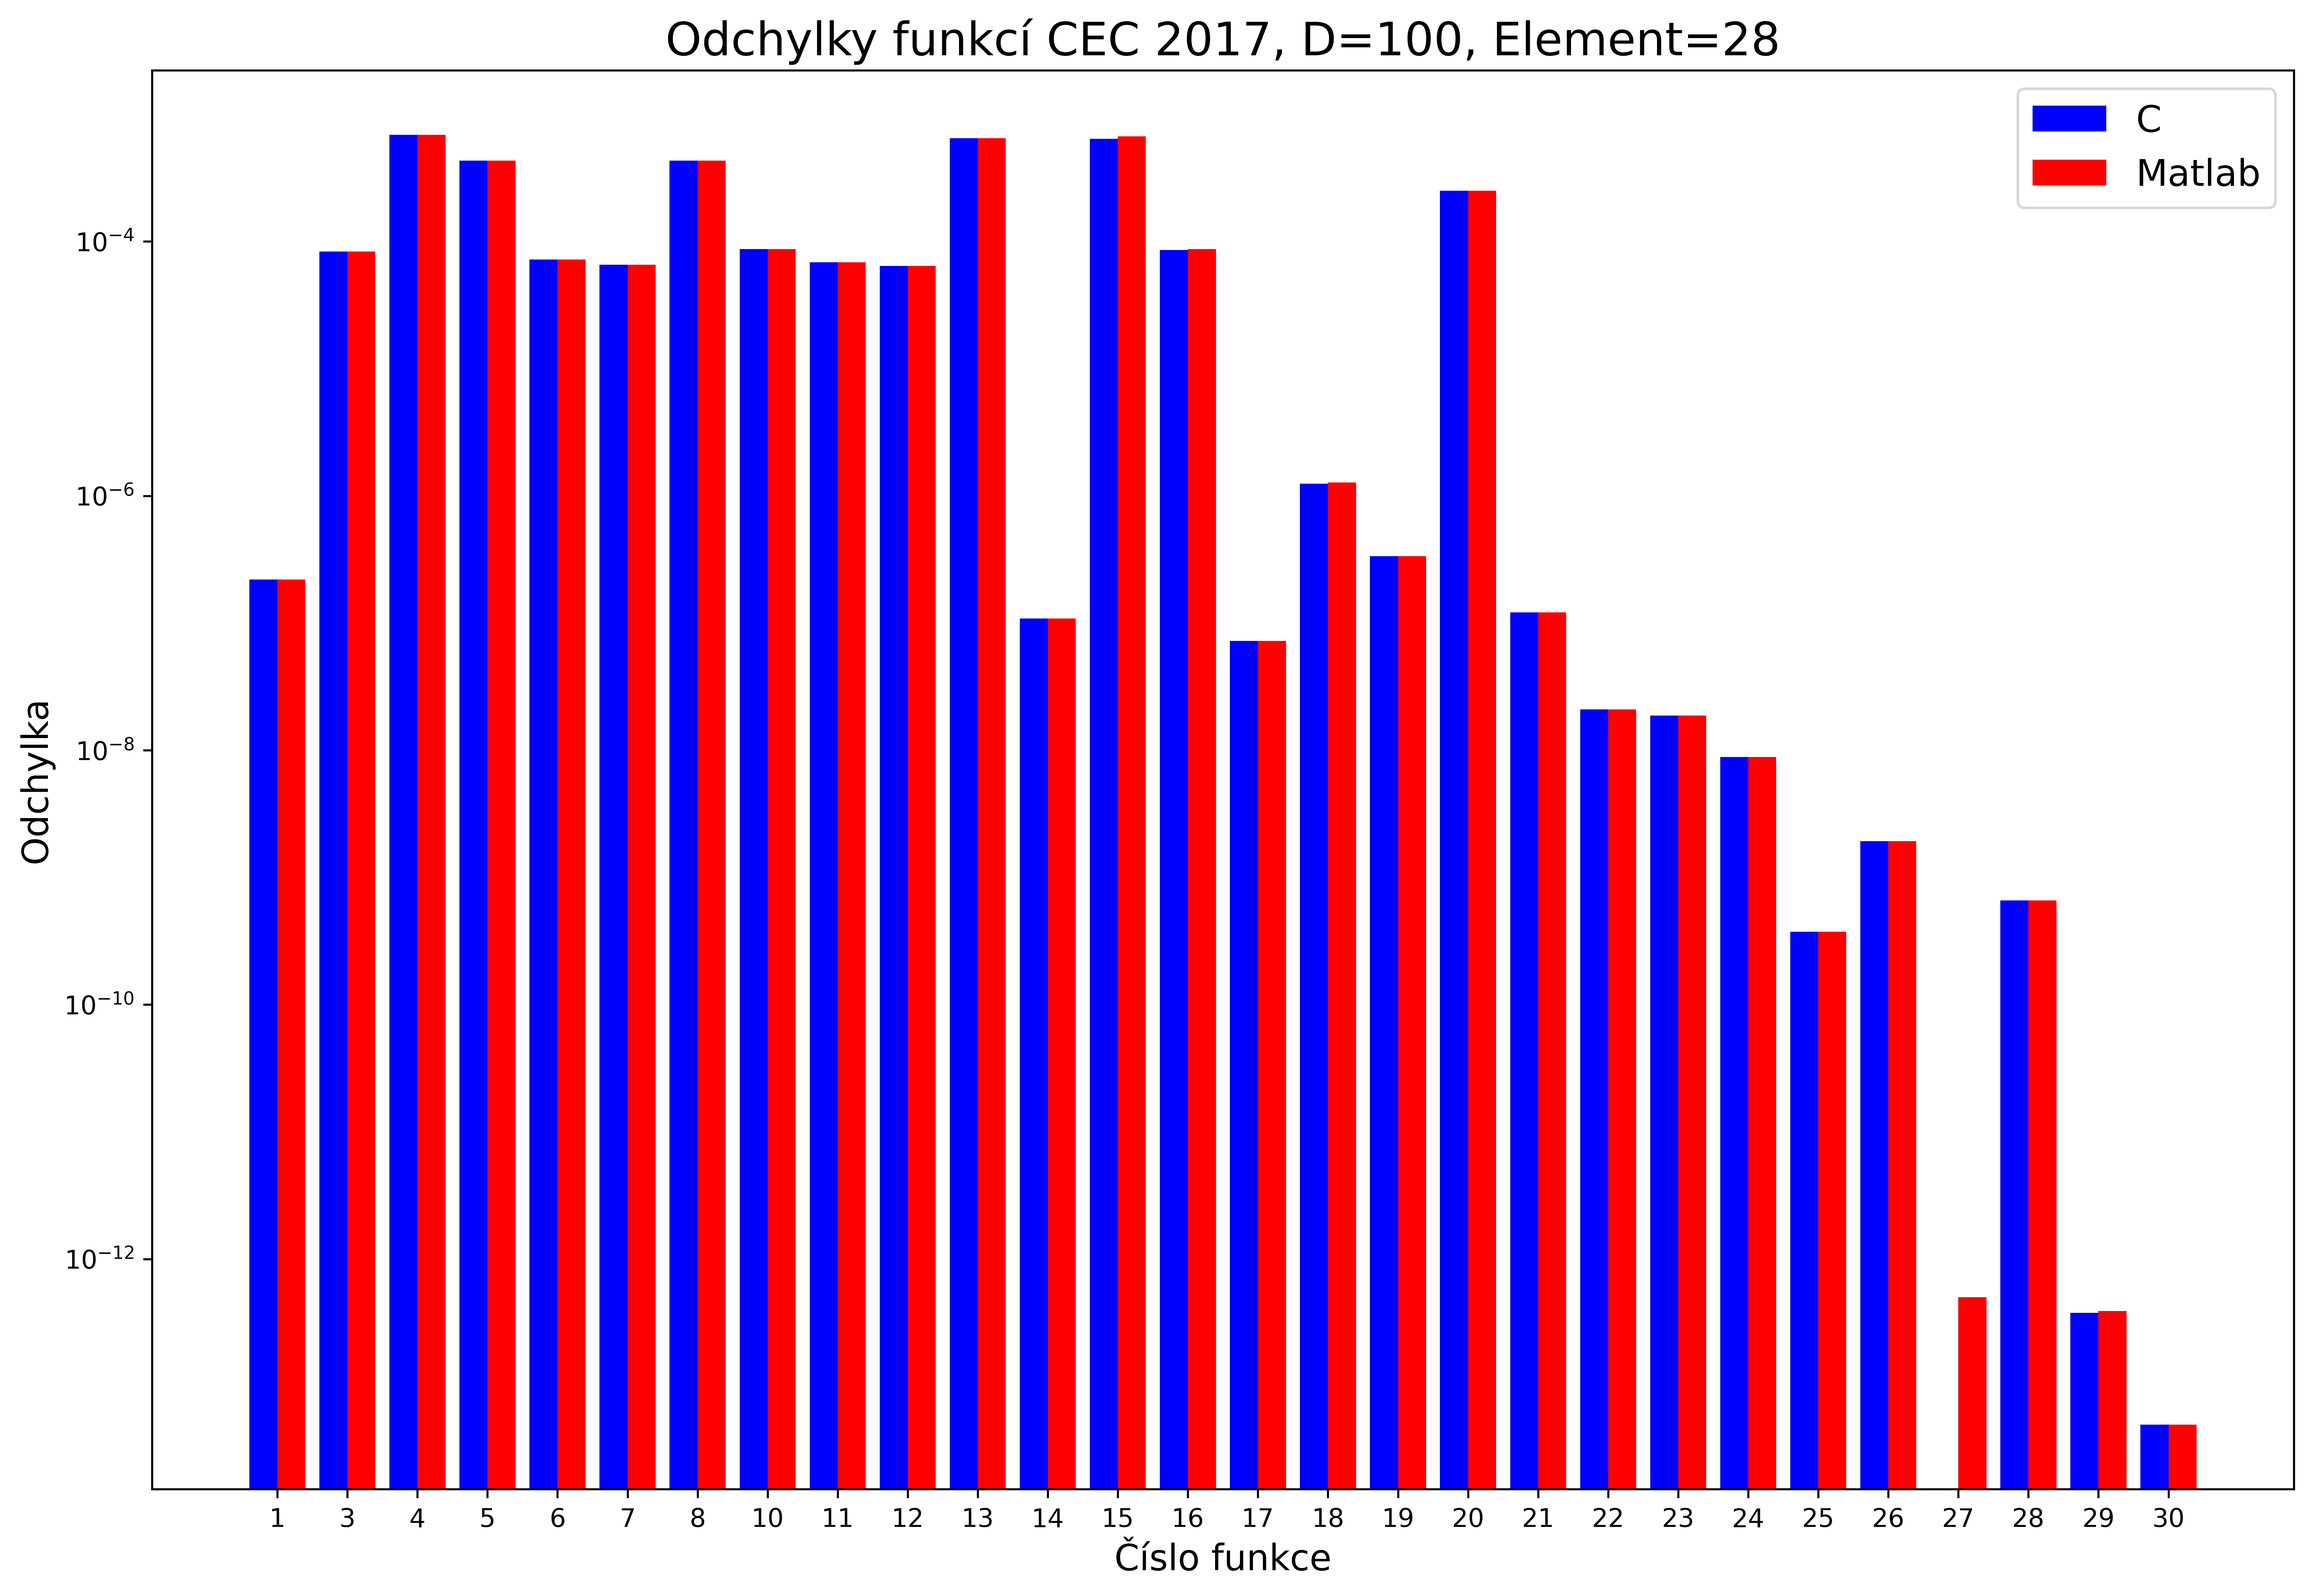 Odchylky funkcí CEC 2017, D=100, Element=28
C
Matlab
10⁻⁴
10⁻⁶
10⁻⁸
10⁻¹⁰
10⁻¹²
Odchylka
1 3 4 5 6 7 8 10 11 12 13 14 15 16 17 18 19 20 21 22 23 24 25 26 27 28 29 30
Číslo funkce